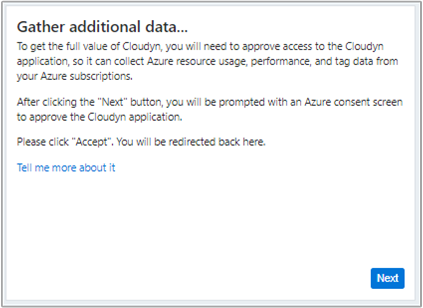 Gather additional data...
To get the full value of Cloudyn, you will need to approve access to the Cloudyn
application, so it can collect Azure resource usage, performance, and tag data from
your Azure subscriptions.
After clicking the "Next" button, you will be prompted with an Azure consent screen
to approve the Cloudyn application.
Please click "Accept". You will be redirected back here.
Tell me more about it
Next